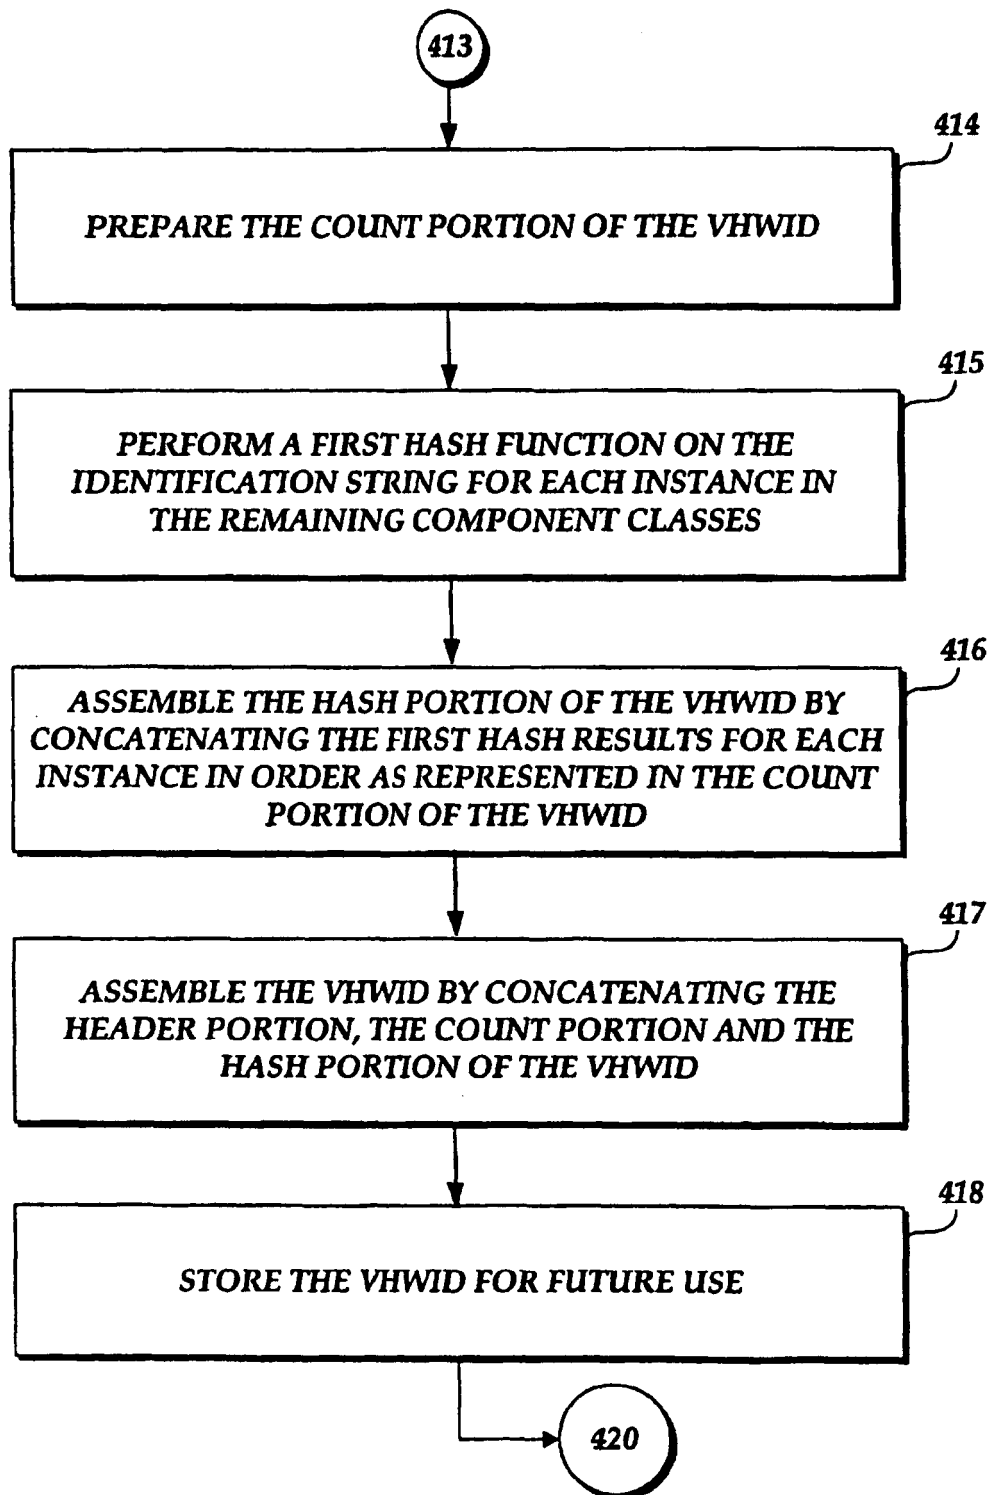 413
414
PREPARE THE COUNT PORTION OF THE VHWID
415
PERFORM A FIRST HASH FUNCTION ON THE
IDENTIFICATION STRING FOR EACH INSTANCE IN
THE REMAINING COMPONENT CLASSES
416
ASSEMBLE THE HASH PORTION OF THE VHWID BY
CONCATENATING THE FIRST HASH RESULTS FOR EACH
INSTANCE IN ORDER AS REPRESENTED IN THE COUNT
PORTION OF THE VHWID
417
ASSEMBLE THE VHWID BY CONCATENATING THE
HEADER PORTION, THE COUNT PORTION AND THE
HASH PORTION OF THE VHWID
418
STORE THE VHWID FOR FUTURE USE
420